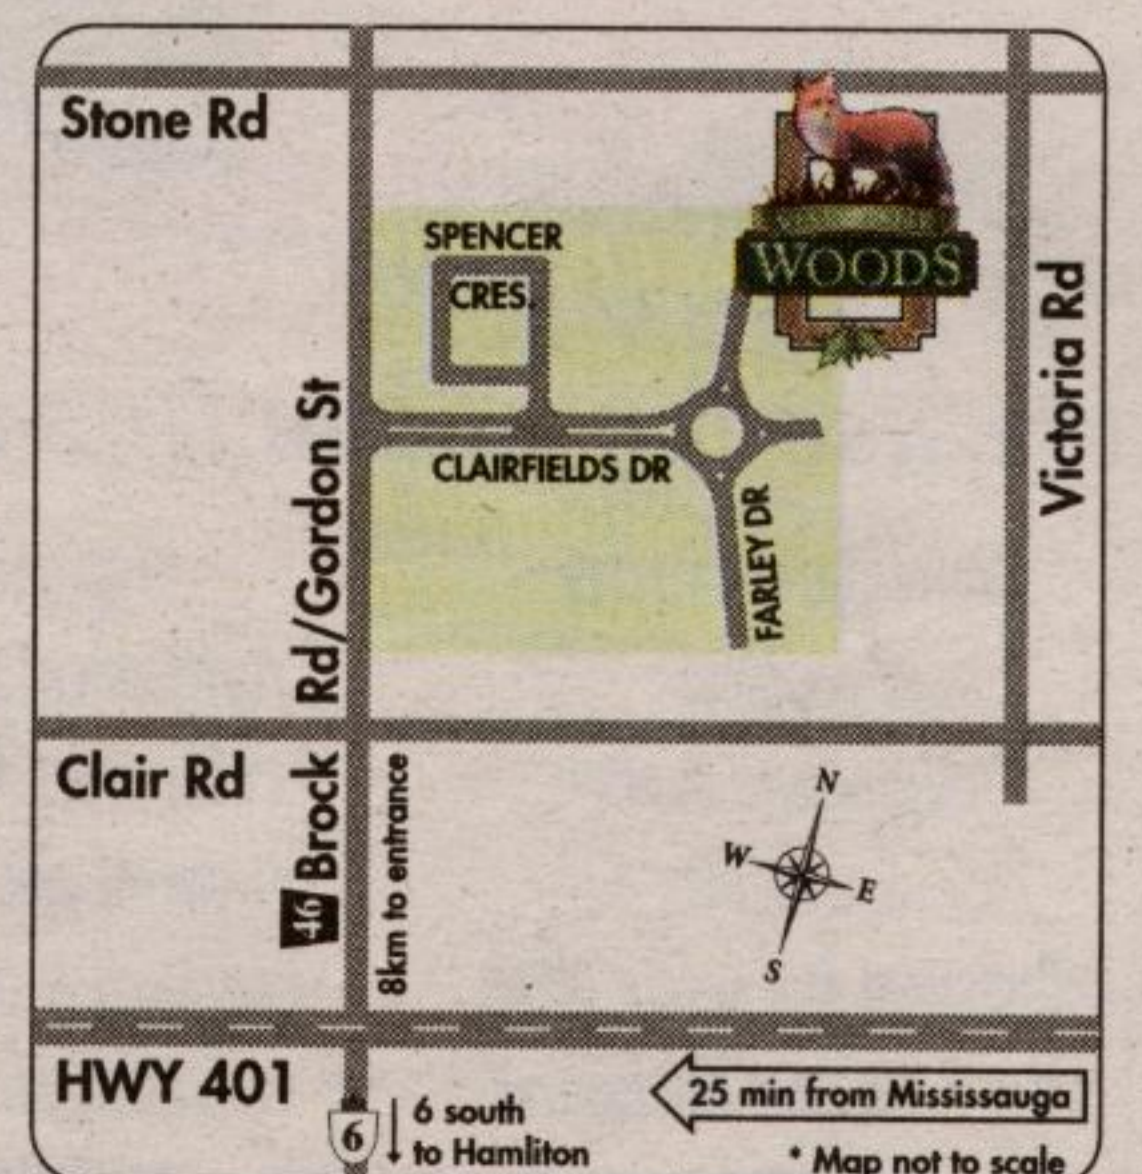 Stone Rd
SPENCER
CRES.
WOODS
Victoria Rd
CLAIRFIELDS DR
FARLEY DR
46 Brock Rd/Gordon St
Clair Rd
8km to entrance
N
W
E
S
HWY 401
25 min from Mississauga
6
6 south
to Hamliton
* Map not to scale